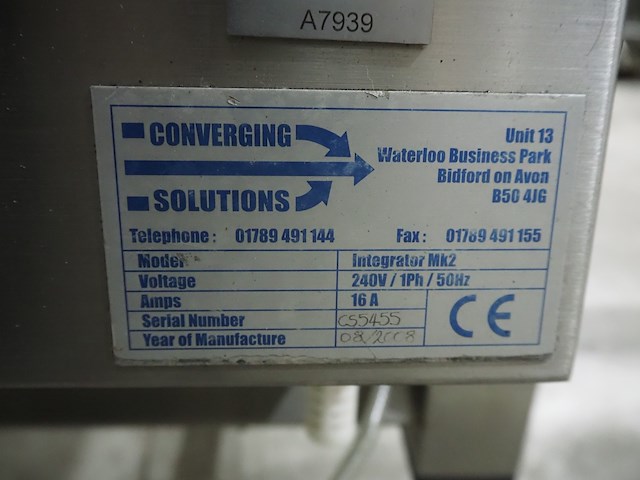 A7939
CONVERGING
SOLUTIONS
Unit 13
Waterloo Business Park
Bidford on Avon
B50 4JG
Telephone: 01789 491 144 Fax: 01789 491 155
Model Integrator Mk2
Voltage 240V / 1Ph / 50Hz
Amps 16 A
Serial Number CS5455
Year of Manufacture 08/2008
CE